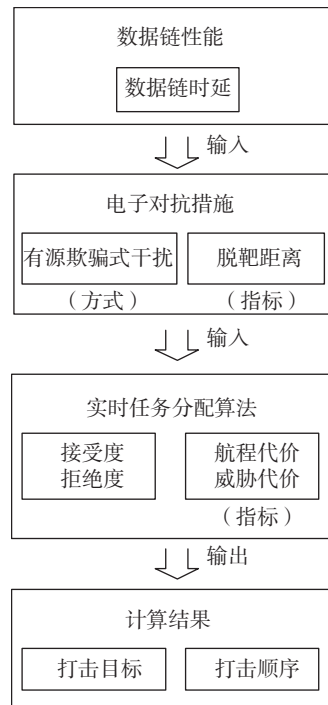 数据链性能
数据链时延
输入
电子对抗措施
有源欺骗式干扰
脱靶距离
（方式）
（指标）
输入
实时任务分配算法
接受度
拒绝度
航程代价
威胁代价
（指标）
输出
计算结果
打击目标
打击顺序